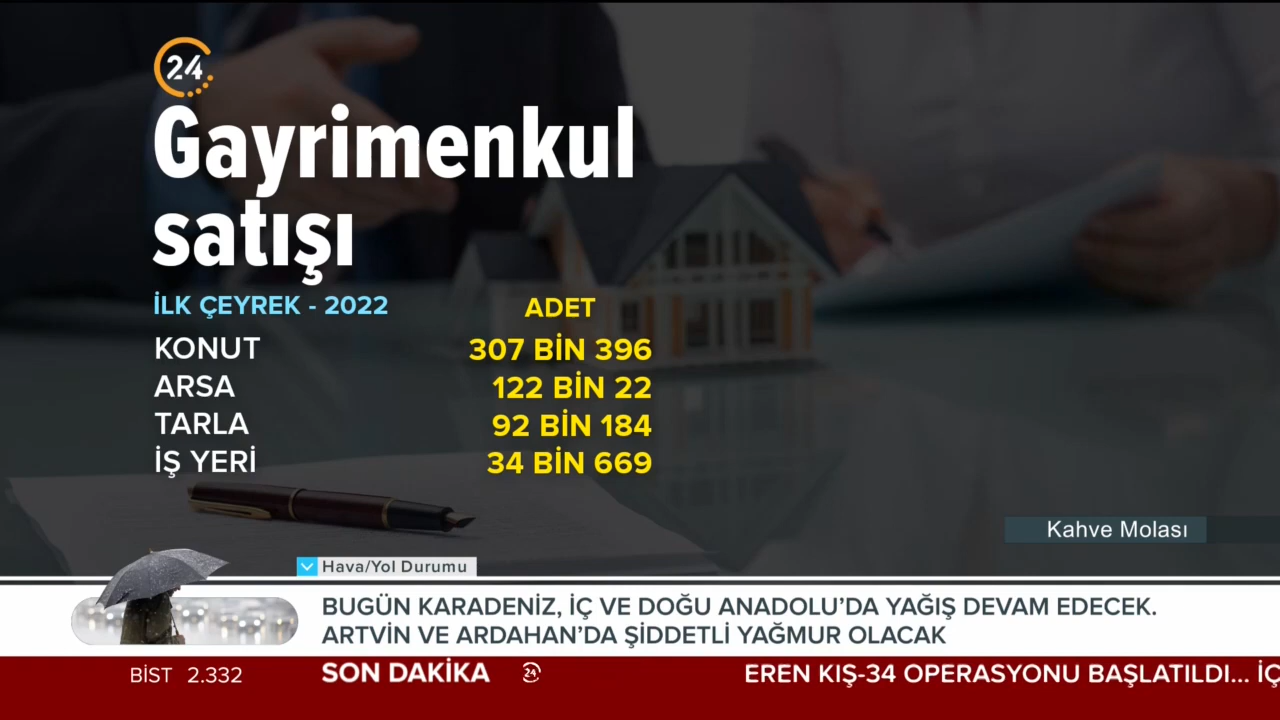 24
Gayrimenkul
satışı
İLK ÇEYREK - 2022 ADET
KONUT 307 BİN 396
ARSA 122 BİN 22
TARLA 92 BİN 184
İŞ YERİ 34 BİN 669
Kahve Molası
Hava/Yol Durumu
BUGÜN KARADENİZ, İÇ VE DOĞU ANADOLU'DA YAĞIŞ DEVAM EDECEK.
ARTVİN VE ARDAHAN'DA ŞİDDETLİ YAĞMUR OLACAK
BİST 2.332 SON DAKİKA 24 EREN KIŞ-34 OPERASYONU BAŞLATILDI... İÇ